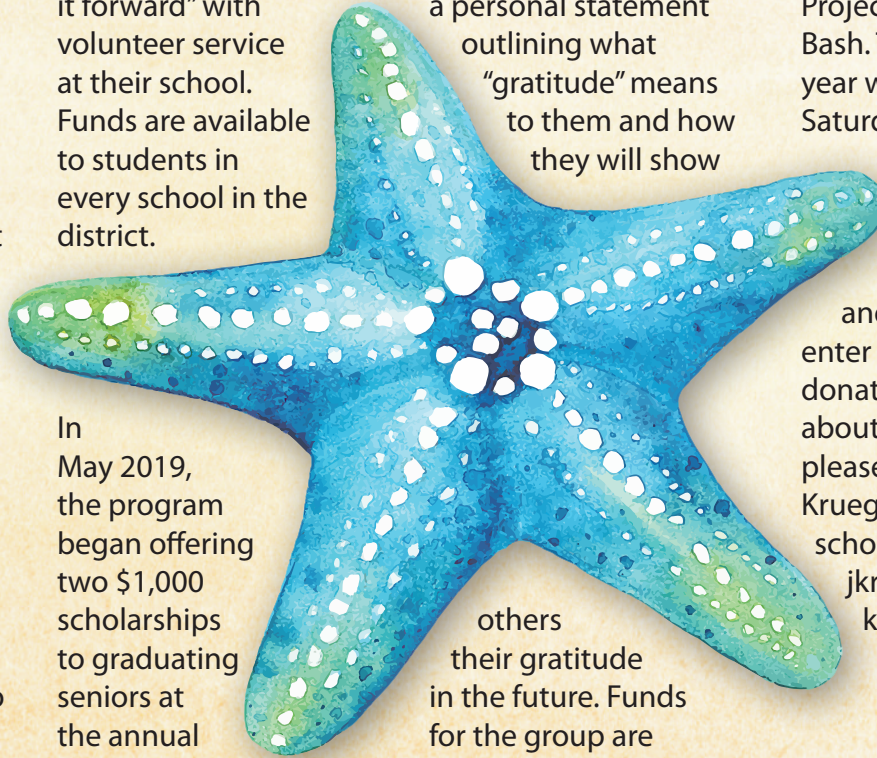 it forward” with
volunteer service
at their school.
Funds are available
to students in
every school in the
district.
In
May 2019,
the program
began offering
two $1,000
scholarships
to graduating
seniors at
the annual
a personal statement
outlining what
“gratitude” means
to them and how
they will show
others
their gratitude
in the future. Funds
for the group are
Projec
Bash.
year w
Saturd
and
enter
donat
about
please
Krueg
scho
jkr
k